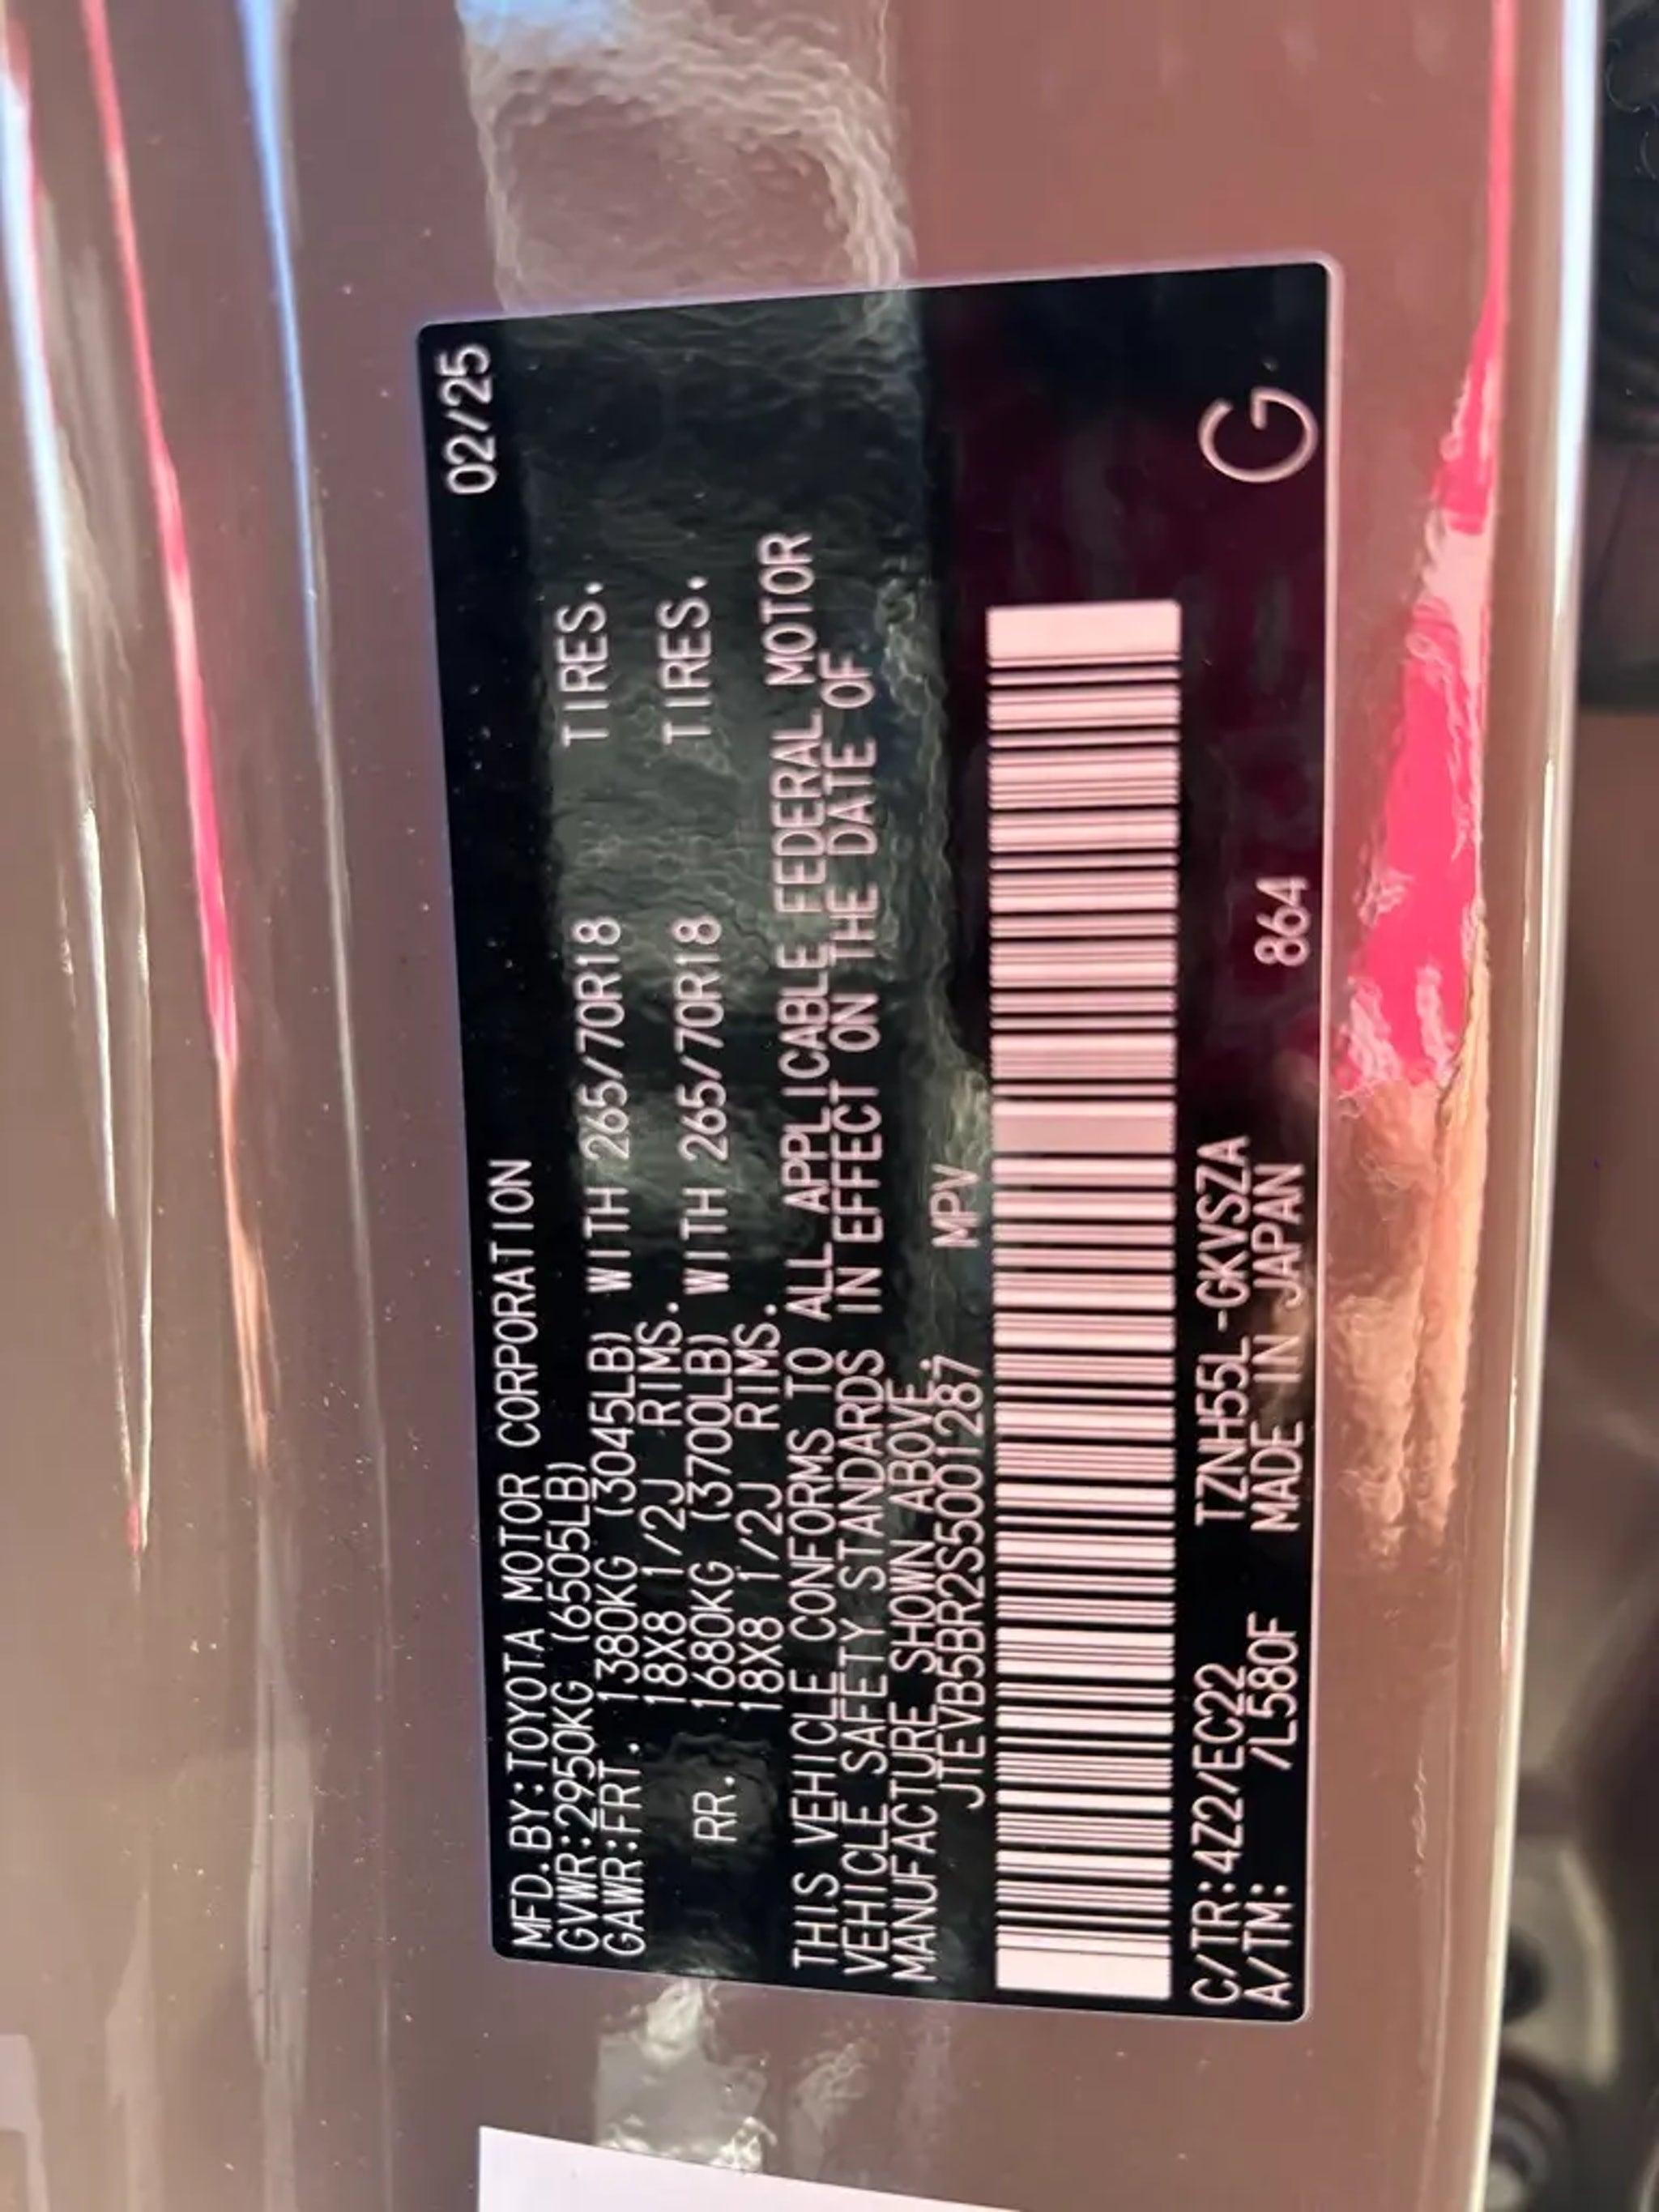 02/25
MFD.BY:TOYOTA MOTOR CORPORATION
GVWR:2950KG (6505LB)
GAWR:FRT. 1380KG (3045LB) WITH 265/70R18 TIRES.
18X8 1/2J RIMS.
RR. 1680KG (3700LB) WITH 265/70R18 TIRES.
18X8 1/2J RIMS.
THIS VEHICLE CONFORMS TO ALL APPLICABLE FEDERAL MOTOR
VEHICLE SAFETY STANDARDS IN EFFECT ON THE DATE OF
MANUFACTURE SHOWN ABOVE.
JTEVB5BR2S5001287 MPV
C/TR:4Z2/EC22 TZNH55L-GKVSZA
A/TM: /L580F MADE IN JAPAN 864 G